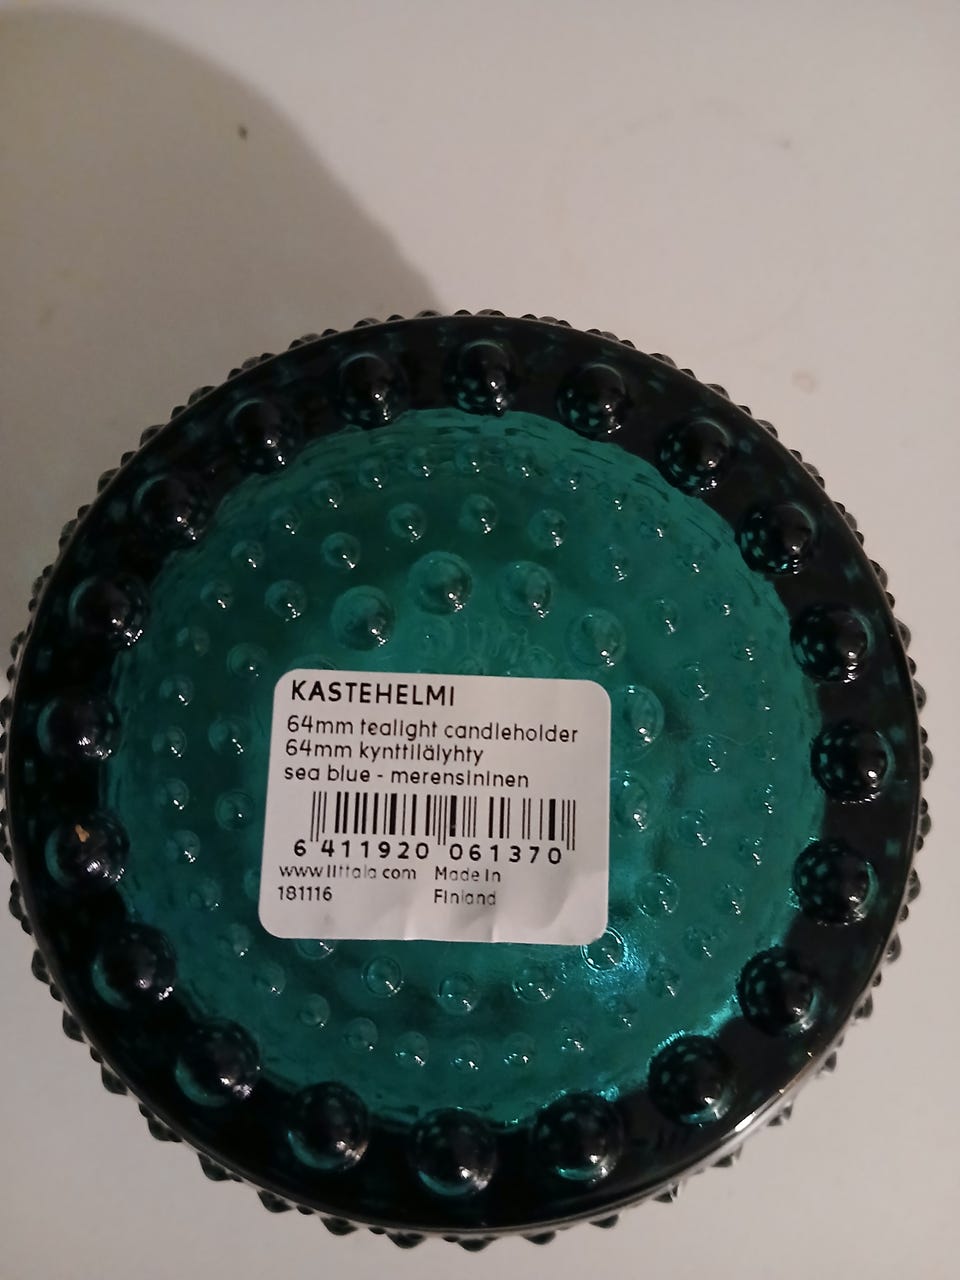 KASTEHELMI
64mm tealight candleholder
64mm kynttilälyhty
sea blue - merensininen
6 411920 061370
www.iittala.com Made in
181116 Finland